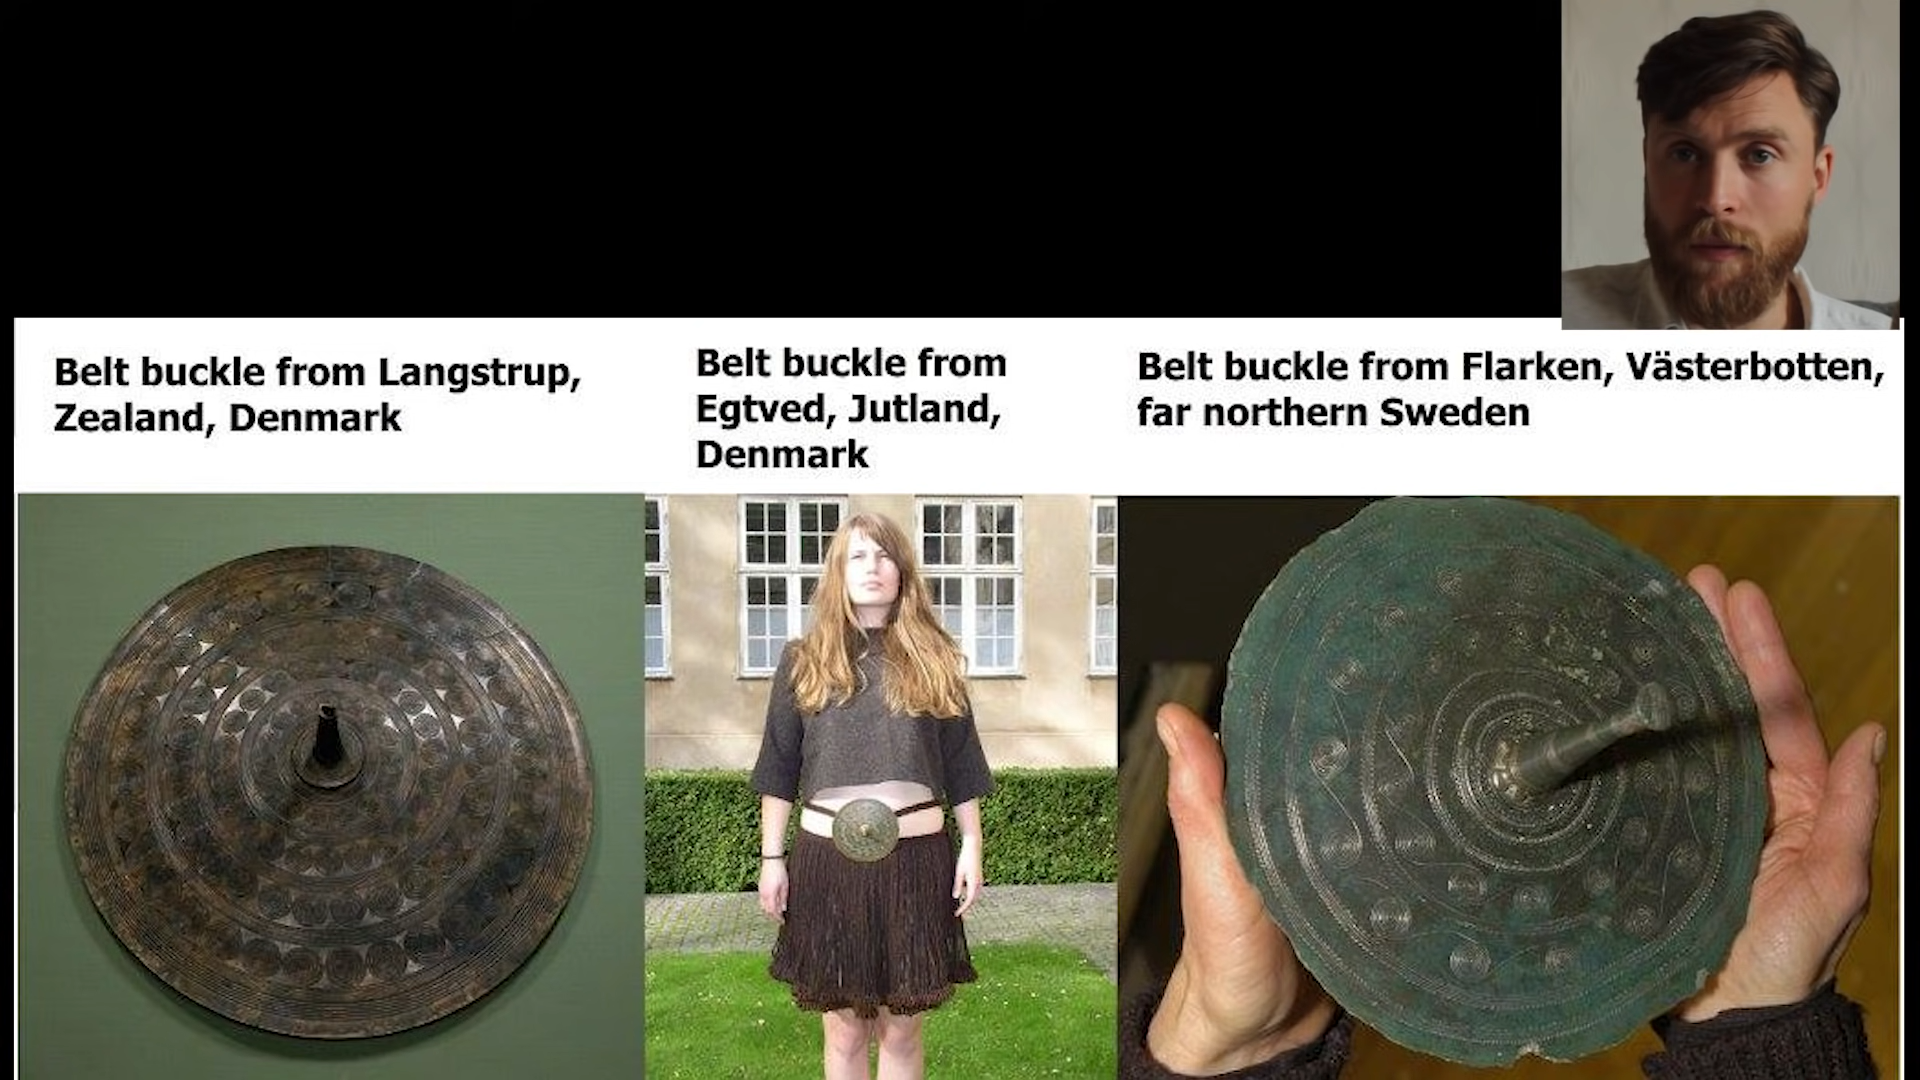 Belt buckle from Langstrup,
Zealand, Denmark
Belt buckle from
Egtved, Jutland,
Denmark
Belt buckle from Flarken, Västerbotten,
far northern Sweden